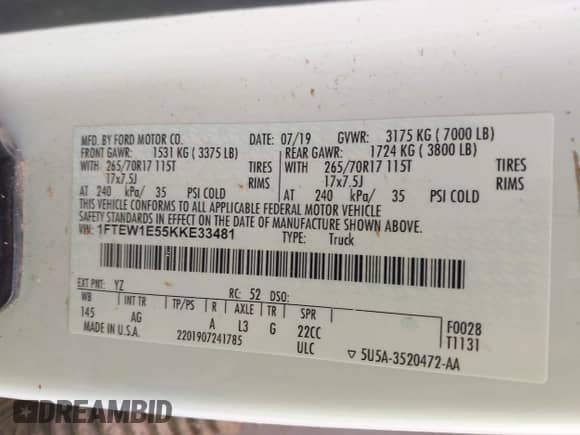 MFD. BY FORD MOTOR CO. DATE: 07/19 GVWR: 3175 KG ( 7000 LB)
FRONT GAWR: 1531 KG ( 3375 LB) REAR GAWR: 1724 KG ( 3800 LB)
WITH 265/70R17 115T TIRES WITH 265/70R17 115T TIRES
17x7.5J RIMS 17x7.5J RIMS
AT 240 kPa/ 35 PSI COLD AT 240 kPa/ 35 PSI COLD
THIS VEHICLE CONFORMS TO ALL APPLICABLE FEDERAL MOTOR VEHICLE
SAFETY STANDARDS IN EFFECT ON THE DATE OF MANUFACTURE SHOWN ABOVE.
VIN: 1FTEW1E55KKE33481 TYPE: Truck
EXT PNT: YZ RC: 52 DSO:
WB INT TR TP/PS R AXLE TR SPR F0028
145 AG A L3 G 22CC T1131
MADE IN U.S.A. 2201907241785 ULC ▽ 5U5A-3520472-AA
DREAMBID